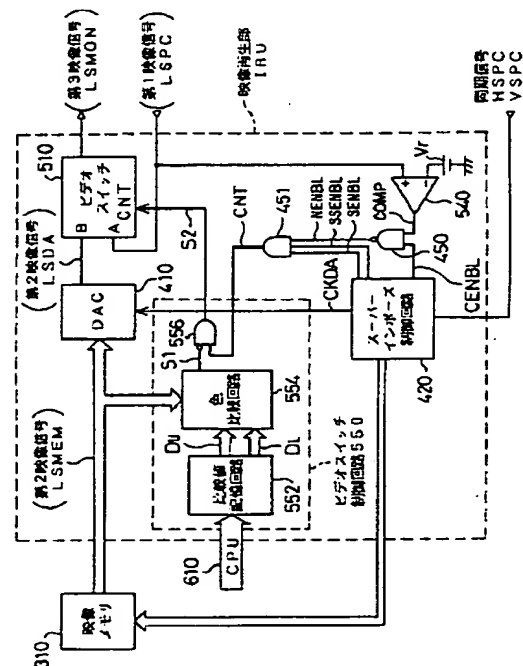 (第3映像信号
LSMON)
(第1映像信号
LSPC)
映像再生部
IRU
同期信号
HSPC
VSPC
510
ビデオ
スイッチ
CNT
B
A
(第2映像信号
LSDA)
410
DAC
S2
CNT
451
NENBL
SSENBL
SENBL
COMP
Vr
540
450
CENBL
CKDA
スーパー
インポーズ
制御回路
420
556
S1
色
比較回路
554
DU
DL
比較値
記憶回路
552
ビデオスイッチ
制御回路550
(第2映像信号
LSMEM)
CPU
610
映像
メモリ
310